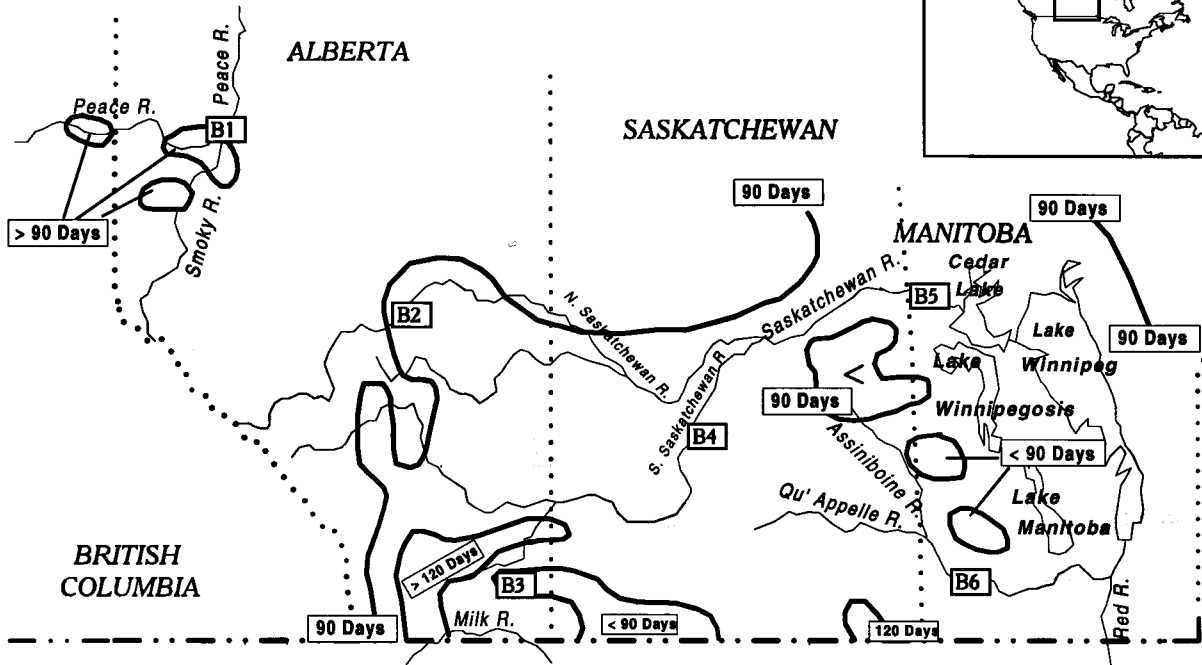 ALBERTA
Peace R.
Peace R.
B1
SASKATCHEWAN
90 Days
90 Days
> 90 Days
Smoky R.
MANITOBA
Cedar
Lake
B5
B2
N. Saskatchewan R.
Saskatchewan R.
Lake
Winnipeg
90 Days
Lake
Winnipegosis
<
90 Days
S. Saskatchewan R
B4
Assiniboine R.
< 90 Days
Qu' Appelle R.
Lake
Manitoba
BRITISH
COLUMBIA
> 120 Days
B3
B6
90 Days
Milk R.
< 90 Days
120 Days
Red R.